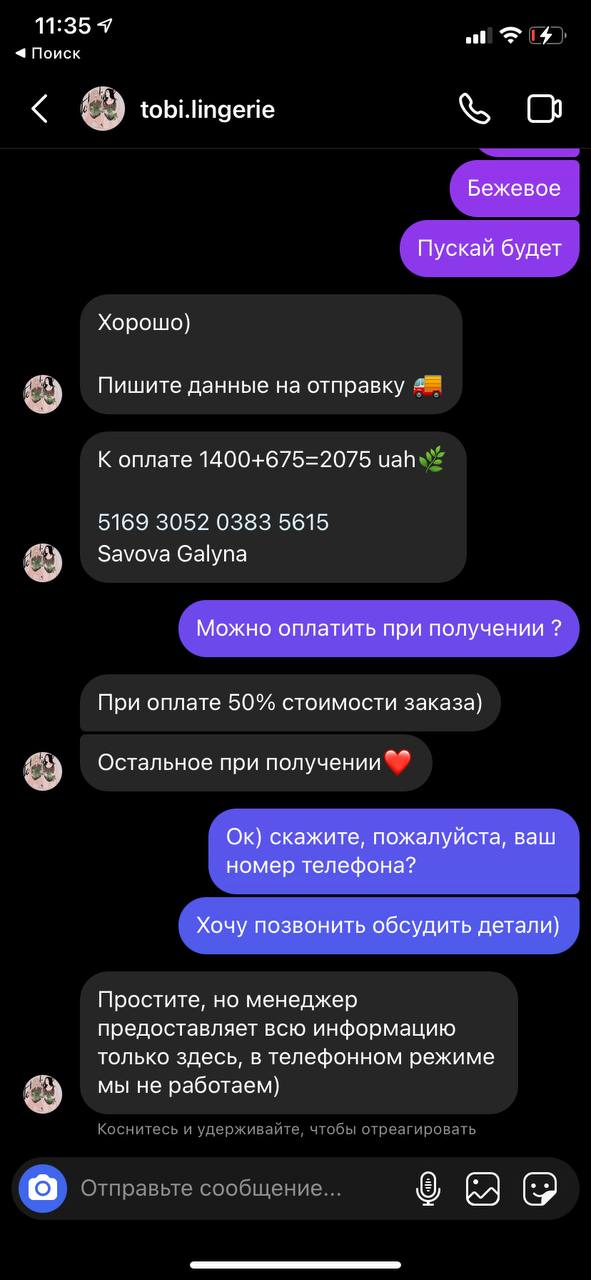 11:35
Поиск
tobi.lingerie
Бежевое
Пускай будет
Хорошо)
Пишите данные на отправку 🚚
К оплате 1400+675=2075 uah🌿
5169 3052 0383 5615
Savova Galyna
Можно оплатить при получении ?
При оплате 50% стоимости заказа)
Остальное при получении❤️
Ок) скажите, пожалуйста, ваш
номер телефона?
Хочу позвонить обсудить детали)
Простите, но менеджер
предоставляет всю информацию
только здесь, в телефонном режиме
мы не работаем)
Коснитесь и удерживайте, чтобы отреагировать
Отправьте сообщение...